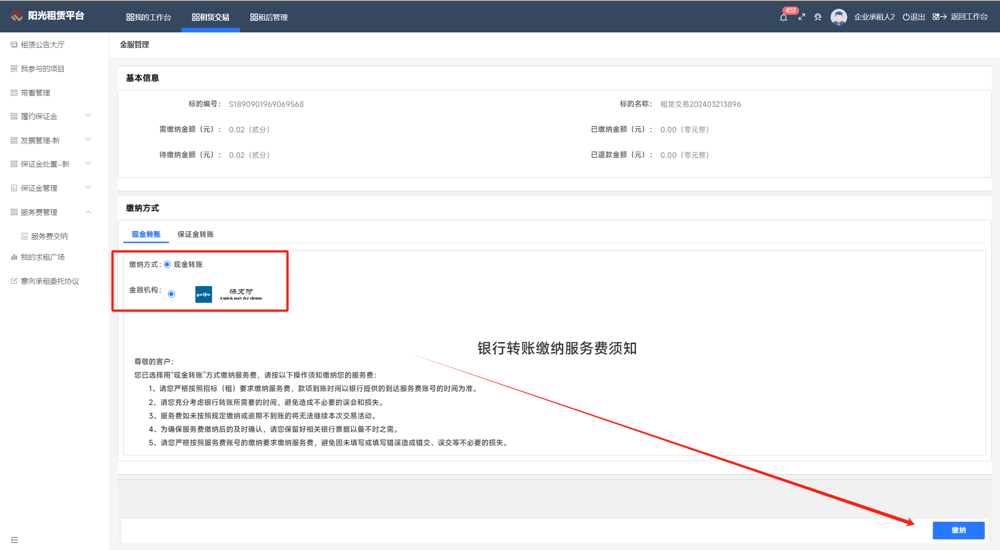 阳光租赁平台
我的工作台
租赁交易
租后管理
452
企业承租人2
退出
返回工作台
租赁公告大厅
我参与的项目
带看管理
履约保证金
发票管理-新
保证金处置--新
保证金管理
服务费管理
服务费交纳
我的求租广场
意向承租委托协议
金服管理
基本信息
标的编号： S1890901969069568
标的名称： 租赁交易202403213896
需缴纳金额（元）： 0.02（贰分）
已缴纳金额（元）： 0.00（零元整）
待缴纳金额（元）： 0.02（贰分）
已退款金额（元）： 0.00（零元整）
缴纳方式
现金转账
保证金转账
缴纳方式： 现金转账
金融机构：
gelfu
快支付
Quick pay for demo
银行转账缴纳服务费须知
尊敬的客户：
您已选择用“现金转账”方式缴纳服务费，请按以下操作须知缴纳您的服务费：
1、请您严格按照招标（租）要求缴纳服务费，款项到账时间以银行提供的到达服务费账号的时间为准。
2、请您充分考虑银行转账所需要的时间，避免造成不必要的误会和损失。
3、服务费如未按照规定缴纳或逾期不到账的将无法继续本次交易活动。
4、为确保服务费缴纳后的及时确认，请您保留好相关银行票据以备不时之需。
5、请您严格按照服务费账号的缴纳要求缴纳服务费，避免因未填写或填写错误造成错交、误交等不必要的损失。
缴纳